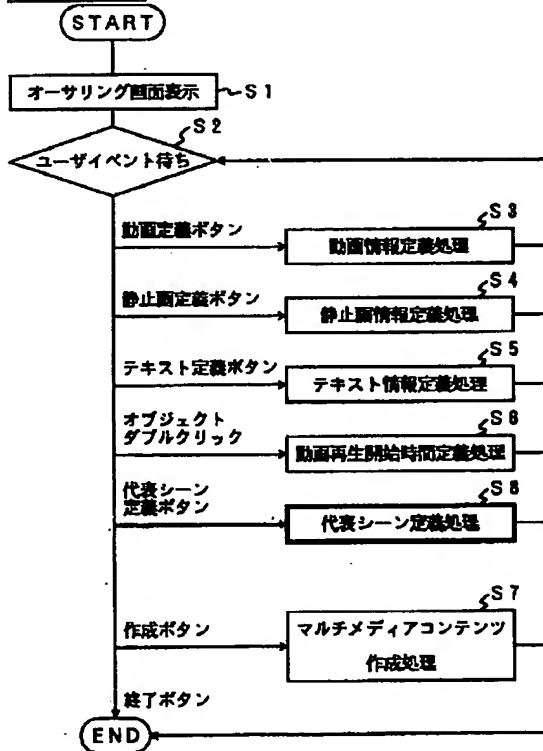 START
オーサリング画面表示
S1
S2
ユーザイベント待ち
S3
動画定義ボタン
動画情報定義処理
S4
静止画定義ボタン
静止画情報定義処理
S5
テキスト定義ボタン
テキスト情報定義処理
S6
オブジェクト
ダブルクリック
動画再生開始時間定義処理
S8
代表シーン
定義ボタン
代表シーン定義処理
S7
作成ボタン
マルチメディアコンテンツ
作成処理
終了ボタン
END